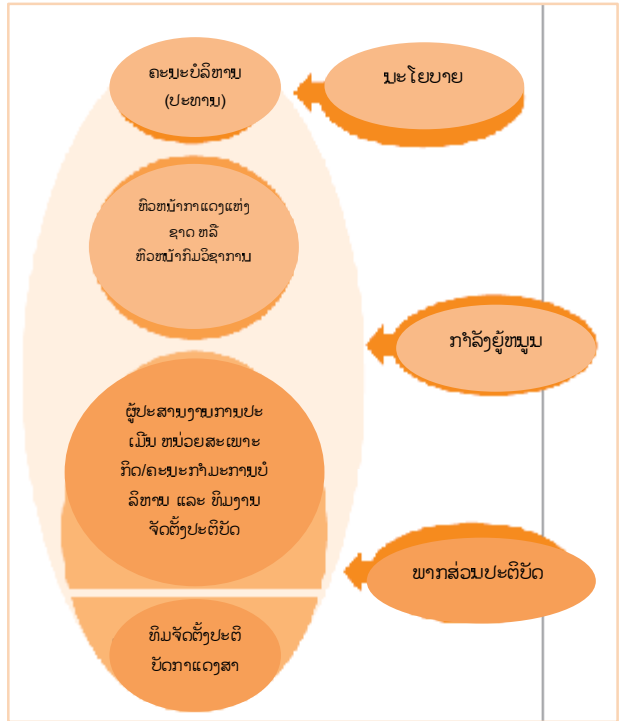 ຄະນະບໍລິຫານ
(ປະທານ)
ນະໂຍບາຍ
ຫົວຫນ້າກາແດງແຫ່ງ
ຊາດ ຫລື
ຫົວຫນ້າກົມວິຊາການ
ກຳລັງຍູ້ຫນູນ
ຜູ້ປະສານງານການປະ
ເມີນ ຫນ່ວຍສະເພາະ
ກິດ/ຄະນະກຳມະການບໍ
ລິຫານ ແລະ ທິມງານ
ຈັດຕັ້ງປະຕິບັດ
ພາກສ່ວນປະຕິບັດ
ທິມຈັດຕັ້ງປະຕິ
ບັດກາແດງສາ